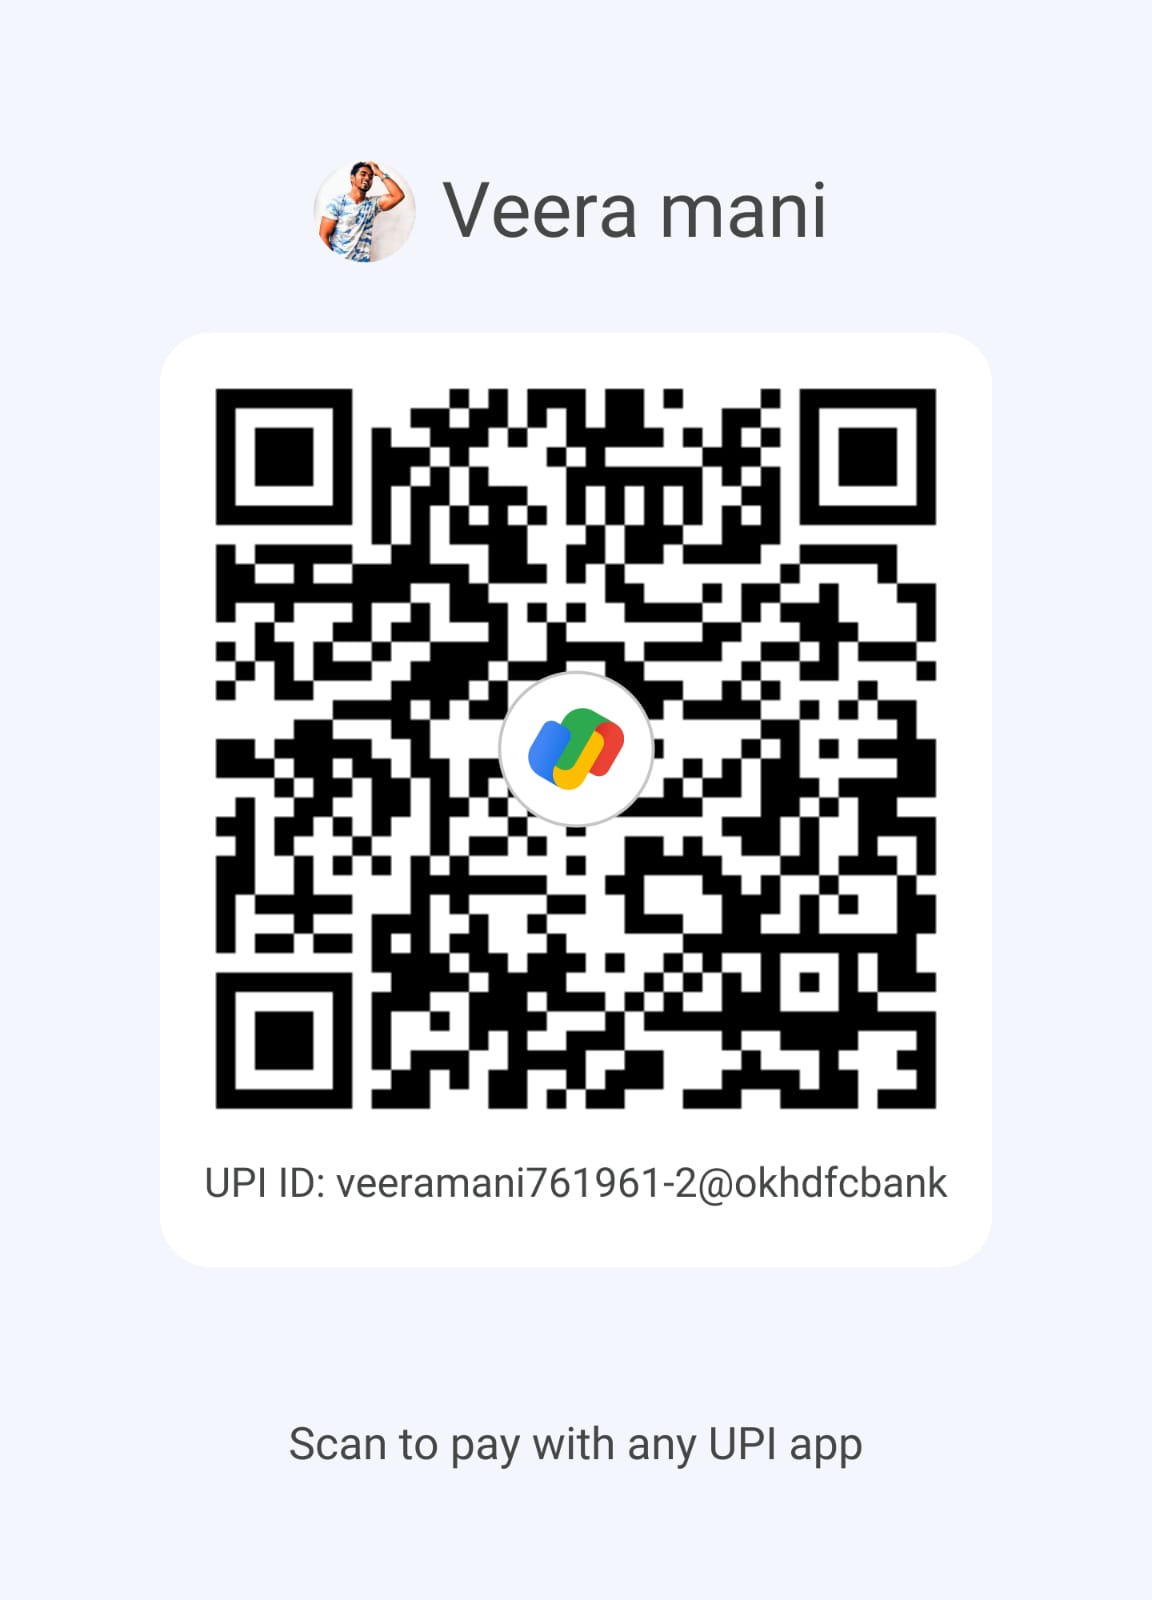 Veera mani
UPI ID: veeramani761961-2@okhdfcbank
Scan to pay with any UPI app